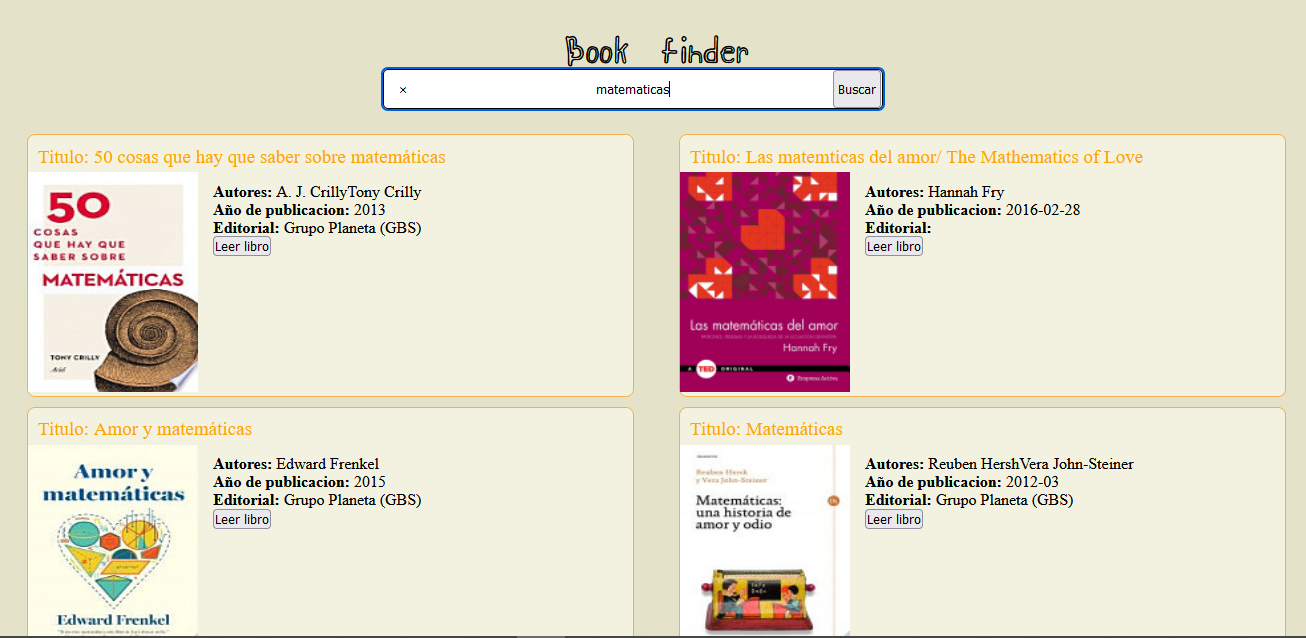 Book finder
×
matematicas
Buscar
Titulo: 50 cosas que hay que saber sobre matemáticas
50
COSAS
QUE HAY QUE
SABER SOBRE
MATEMÁTICAS
TONY CRILLY
Ariel
Autores: A. J. CrillyTony Crilly
Año de publicacion: 2013
Editorial: Grupo Planeta (GBS)
Leer libro
Titulo: Las matemticas del amor/ The Mathematics of Love
Las matemáticas del amor
Hannah Fry
A TED ORIGINAL
Empresa Activa
Autores: Hannah Fry
Año de publicacion: 2016-02-28
Editorial:
Leer libro
Titulo: Amor y matemáticas
Amor y
matemáticas
Edward Frenkel
Autores: Edward Frenkel
Año de publicacion: 2015
Editorial: Grupo Planeta (GBS)
Leer libro
Titulo: Matemáticas
Reuben Hersh
y Vera John-Steiner
Matemáticas:
una historia de
amor y odio
Autores: Reuben HershVera John-Steiner
Año de publicacion: 2012-03
Editorial: Grupo Planeta (GBS)
Leer libro